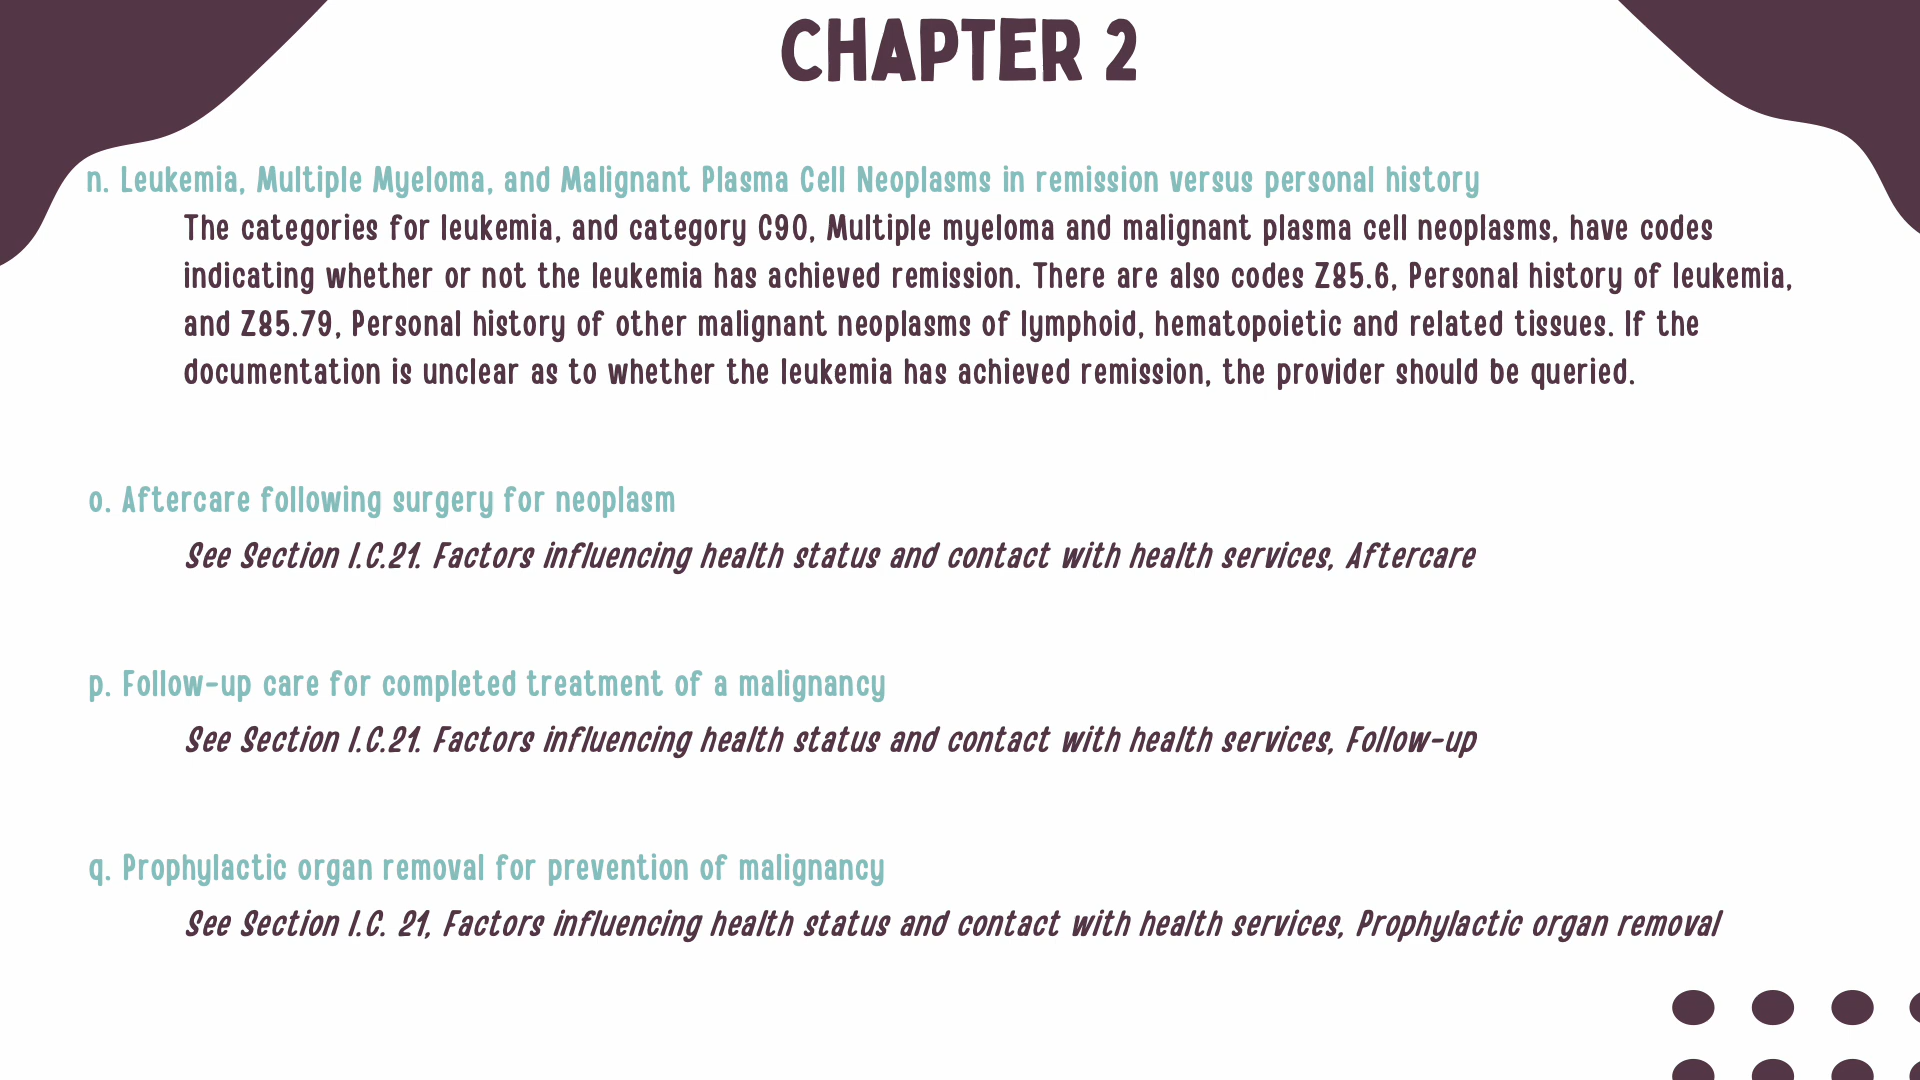 CHAPTER 2
n. Leukemia, Multiple Myeloma, and Malignant Plasma Cell Neoplasms in remission versus personal history
The categories for leukemia, and category C90, Multiple myeloma and malignant plasma cell neoplasms, have codes
indicating whether or not the leukemia has achieved remission. There are also codes Z85.6, Personal history of leukemia,
and Z85.79, Personal history of other malignant neoplasms of lymphoid, hematopoietic and related tissues. If the
documentation is unclear as to whether the leukemia has achieved remission, the provider should be queried.
o. Aftercare following surgery for neoplasm
See Section I.C.21. Factors influencing health status and contact with health services, Aftercare
p. Follow-up care for completed treatment of a malignancy
See Section I.C.21. Factors influencing health status and contact with health services, Follow-up
q. Prophylactic organ removal for prevention of malignancy
See Section I.C. 21, Factors influencing health status and contact with health services, Prophylactic organ removal